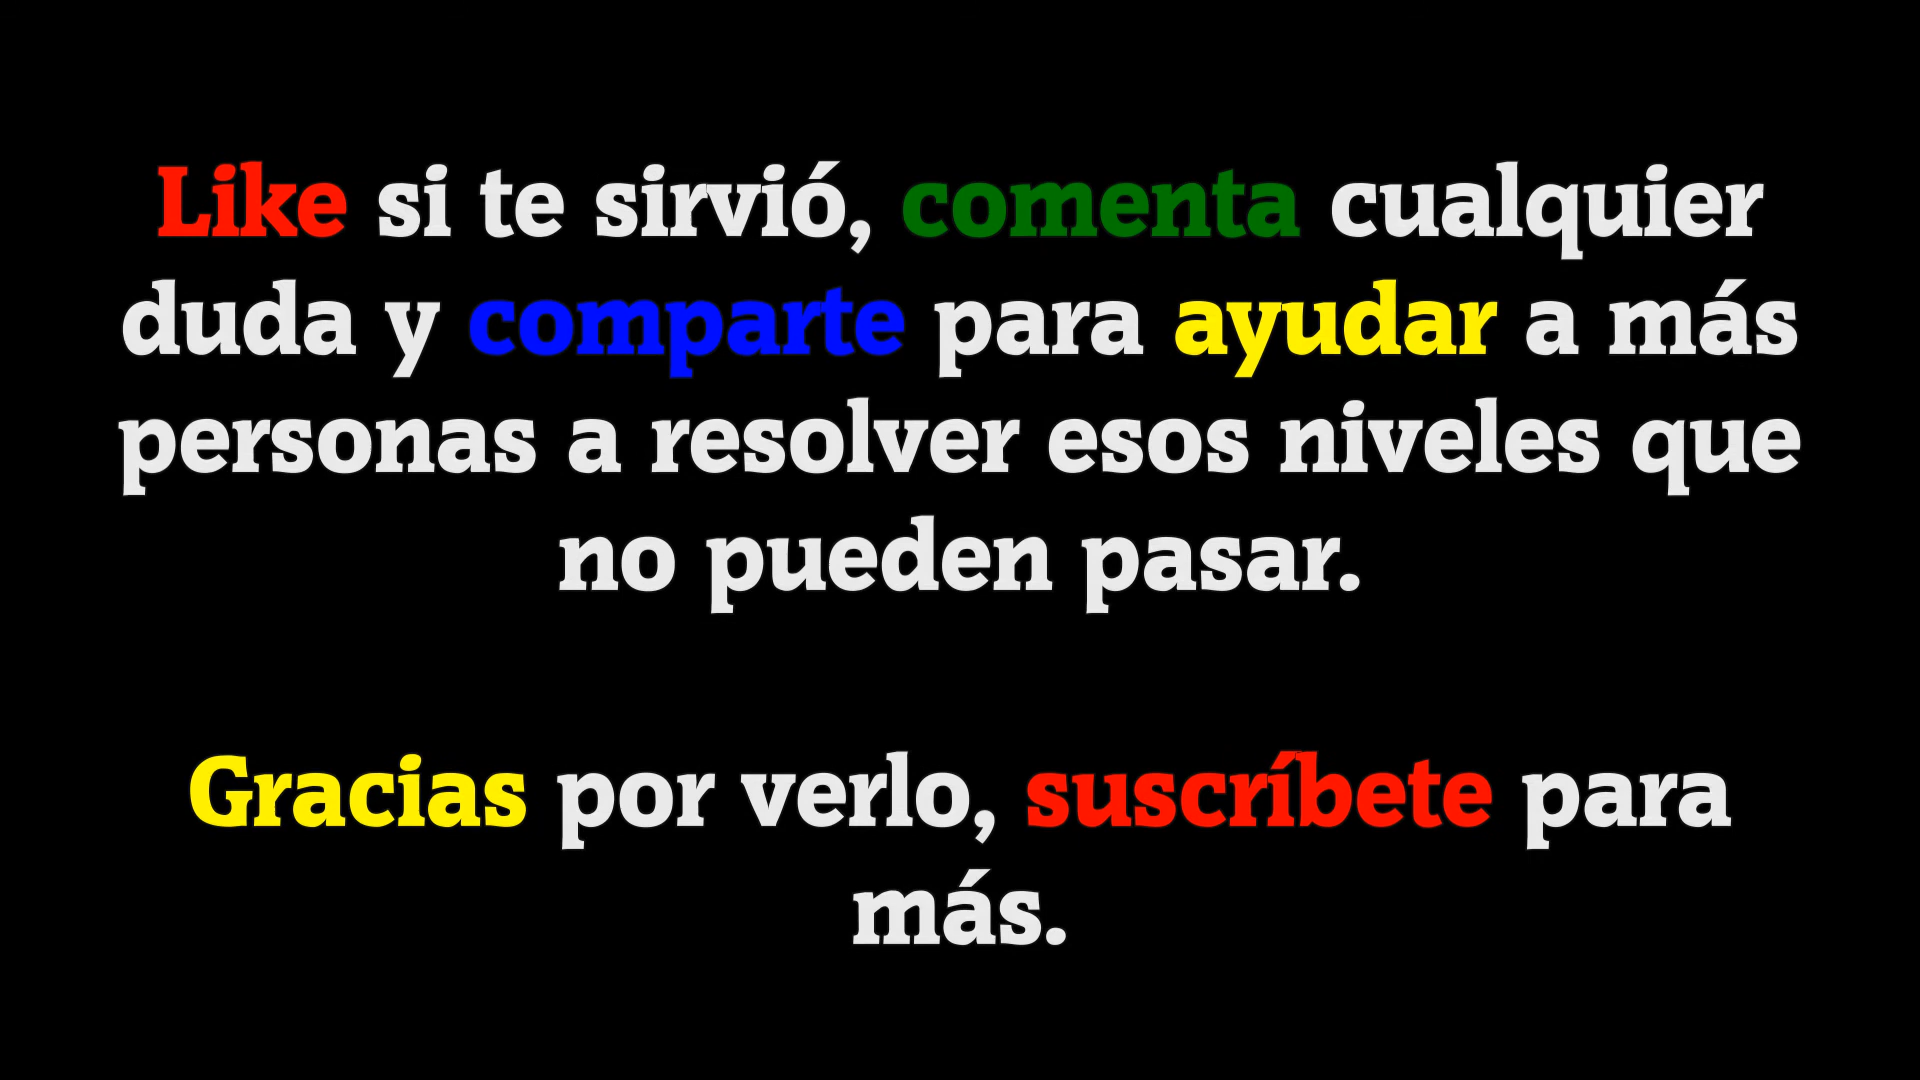 Like si te sirvió, comenta cualquier
duda y comparte para ayudar a más
personas a resolver esos niveles que
no pueden pasar.
Gracias por verlo, suscríbete para
más.